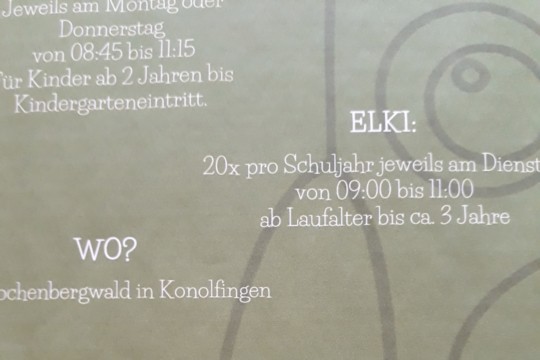 Jeweils am Montag oder
Donnerstag
von 08:45 bis 11:15
für Kinder ab 2 Jahren bis
Kindergarteneintritt.
ELKI:
20x pro Schuljahr jeweils am Dienst
von 09:00 bis 11:00
ab Laufalter bis ca. 3 Jahre
WO?
ochenbergwald in Konolfingen